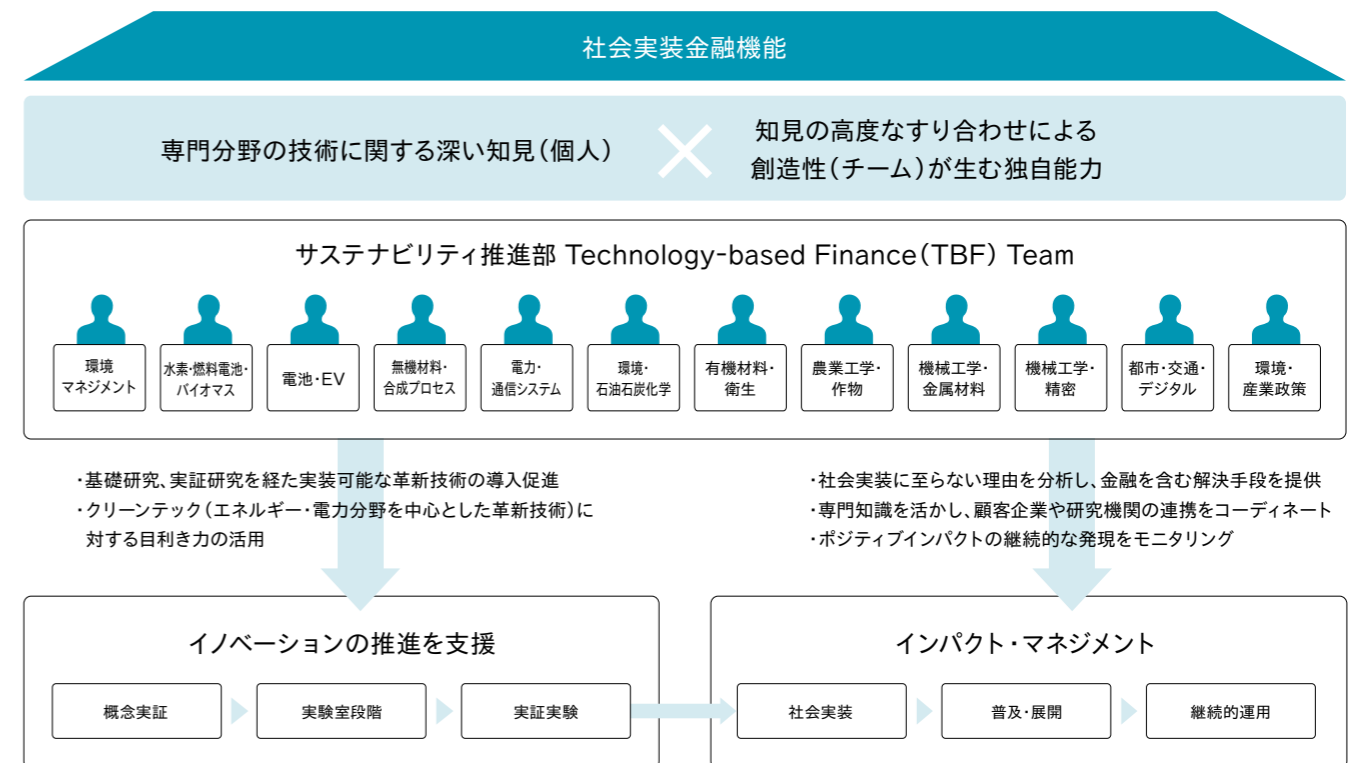 社会実装金融機能
専門分野の技術に関する深い知見（個人）
知見の高度なすり合わせによる
創造性（チーム）が生む独自能力
サステナビリティ推進部 Technology-based Finance（TBF） Team
環境
マネジメント
水素・燃料電池・
バイオマス
電池・EV
無機材料・
合成プロセス
電力・
通信システム
環境・
石油石炭化学
有機材料・
衛生
農業工学・
作物
機械工学・
金属材料
機械工学・
精密
都市・交通・
デジタル
環境・
産業政策
・基礎研究、実証研究を経た実装可能な革新技術の導入促進
・クリーンテック（エネルギー・電力分野を中心とした革新技術）に
対する目利き力の活用
・社会実装に至らない理由を分析し、金融を含む解決手段を提供
・専門知識を活かし、顧客企業や研究機関の連携をコーディネート
・ポジティブインパクトの継続的な発現をモニタリング
イノベーションの推進を支援
概念実証
実験室段階
実証実験
インパクト・マネジメント
社会実装
普及・展開
継続的運用